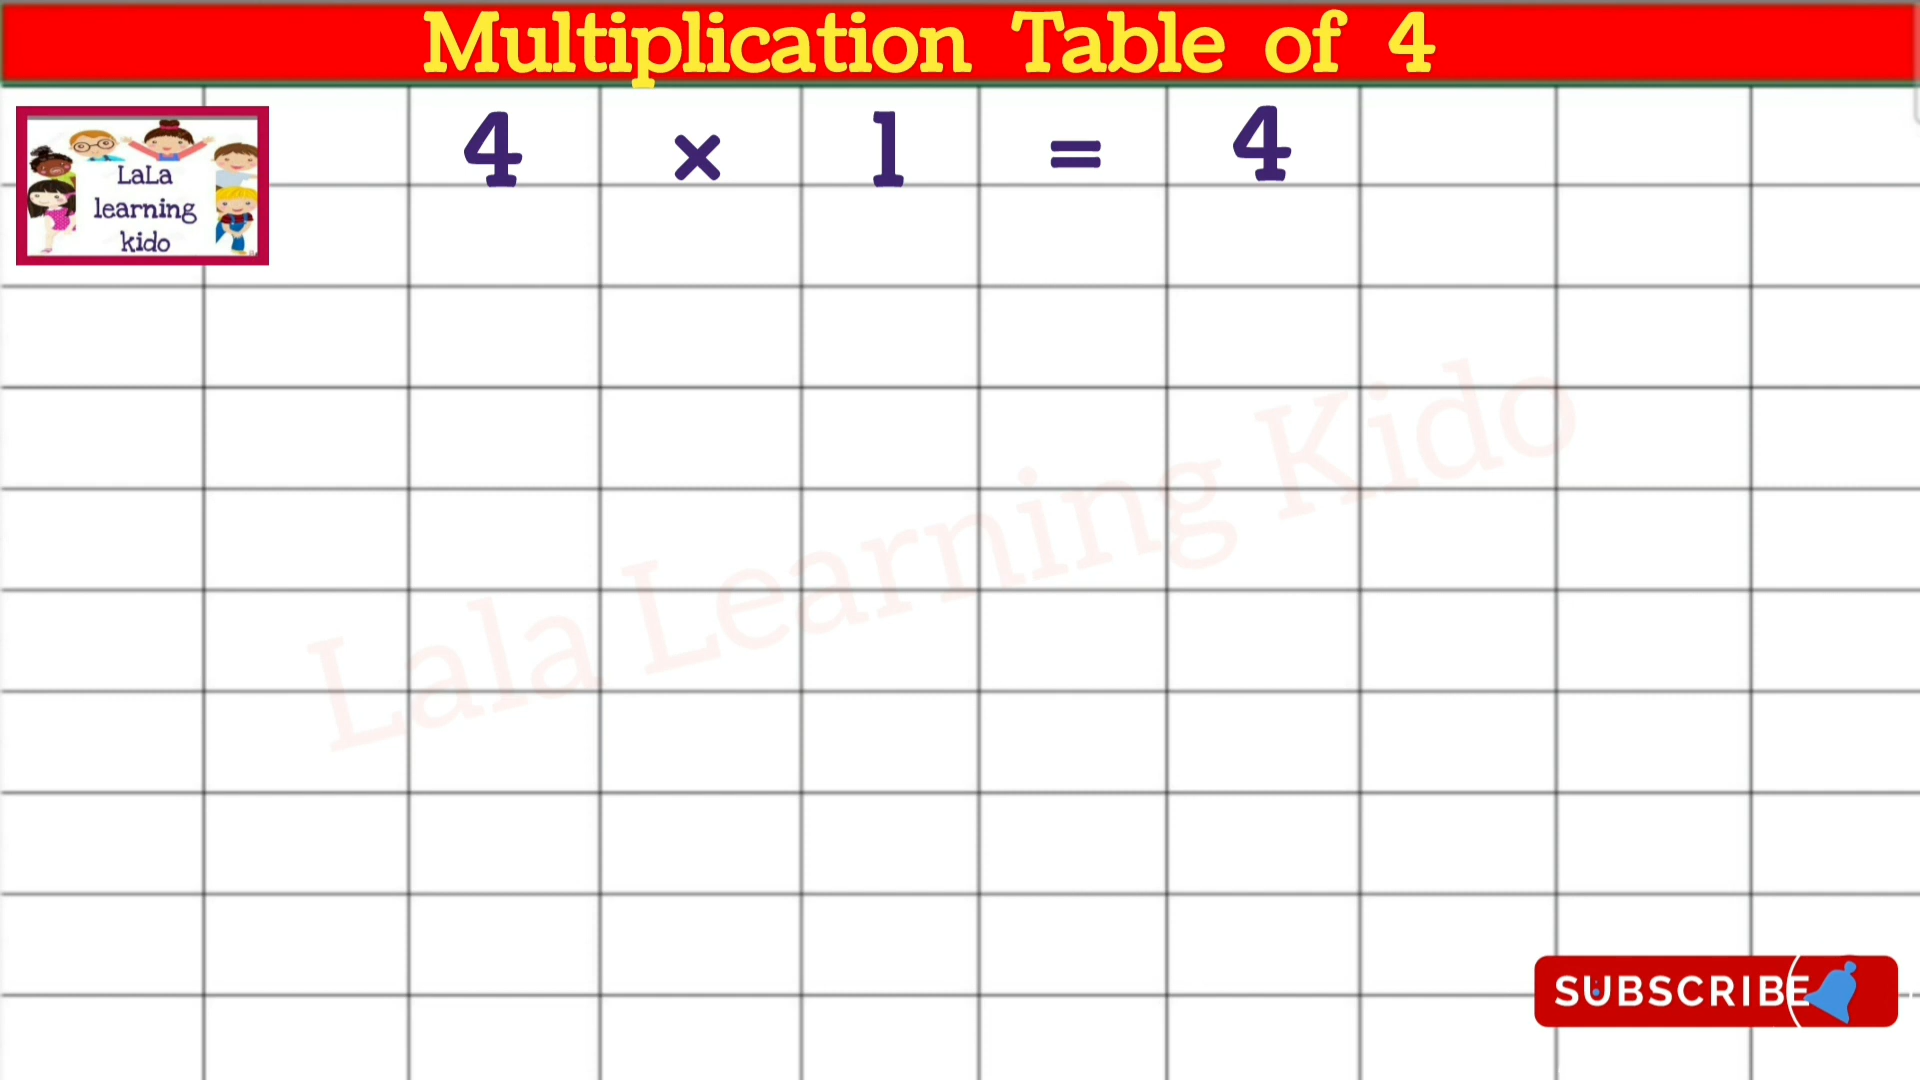 Multiplication Table of 4
4 × 1 = 4
LaLa
learning
kido
Lala Learning Kido
SUBSCRIBE